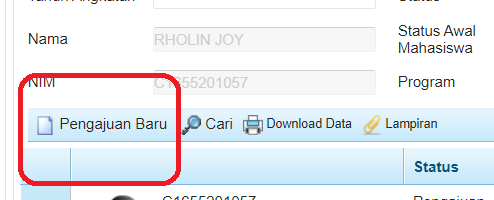 Tahun Angkatan Status
Nama RHOLIN JOY Status Awal
Mahasiswa
NIM C1655201057 Program
Pengajuan Baru Cari Download Data Lampiran
Status
C1655201057 Pengajuan